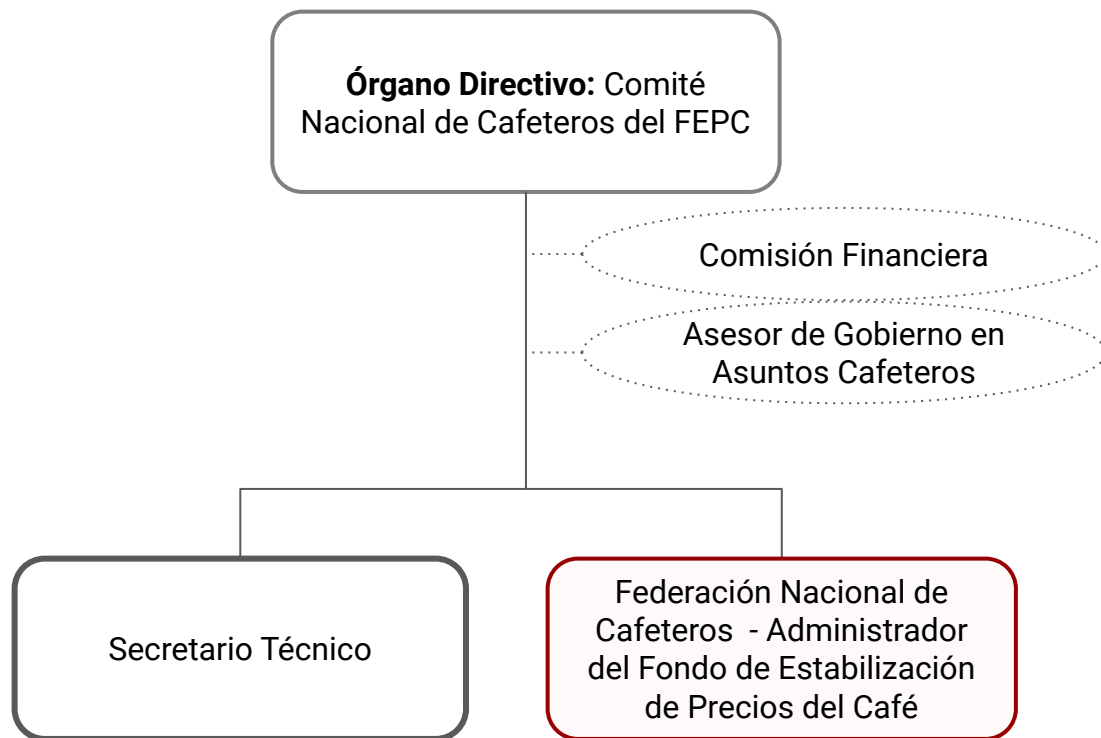 Órgano Directivo: Comité
Nacional de Cafeteros del FEPC
Comisión Financiera
Asesor de Gobierno en
Asuntos Cafeteros
Secretario Técnico
Federación Nacional de
Cafeteros - Administrador
del Fondo de Estabilización
de Precios del Café